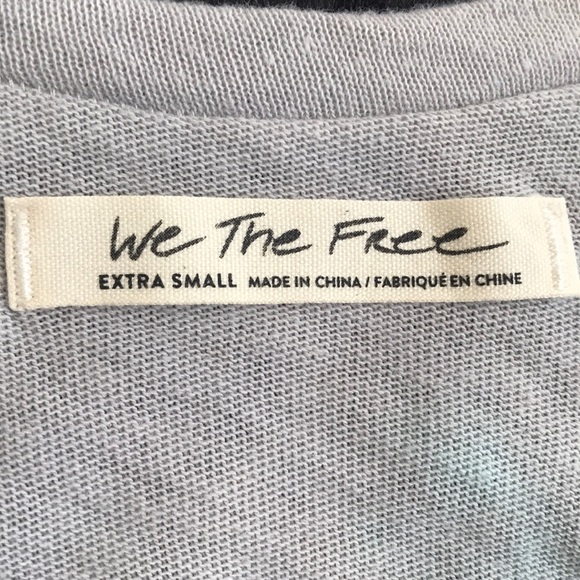 We The Free
EXTRA SMALL MADE IN CHINA / FABRIQUÉ EN CHINE